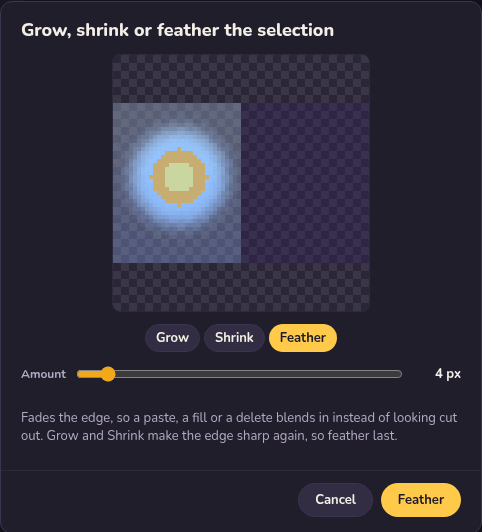 Grow, shrink or feather the selection
Grow Shrink Feather
Amount 4 px
Fades the edge, so a paste, a fill or a delete blends in instead of looking cut
out. Grow and Shrink make the edge sharp again, so feather last.
Cancel Feather